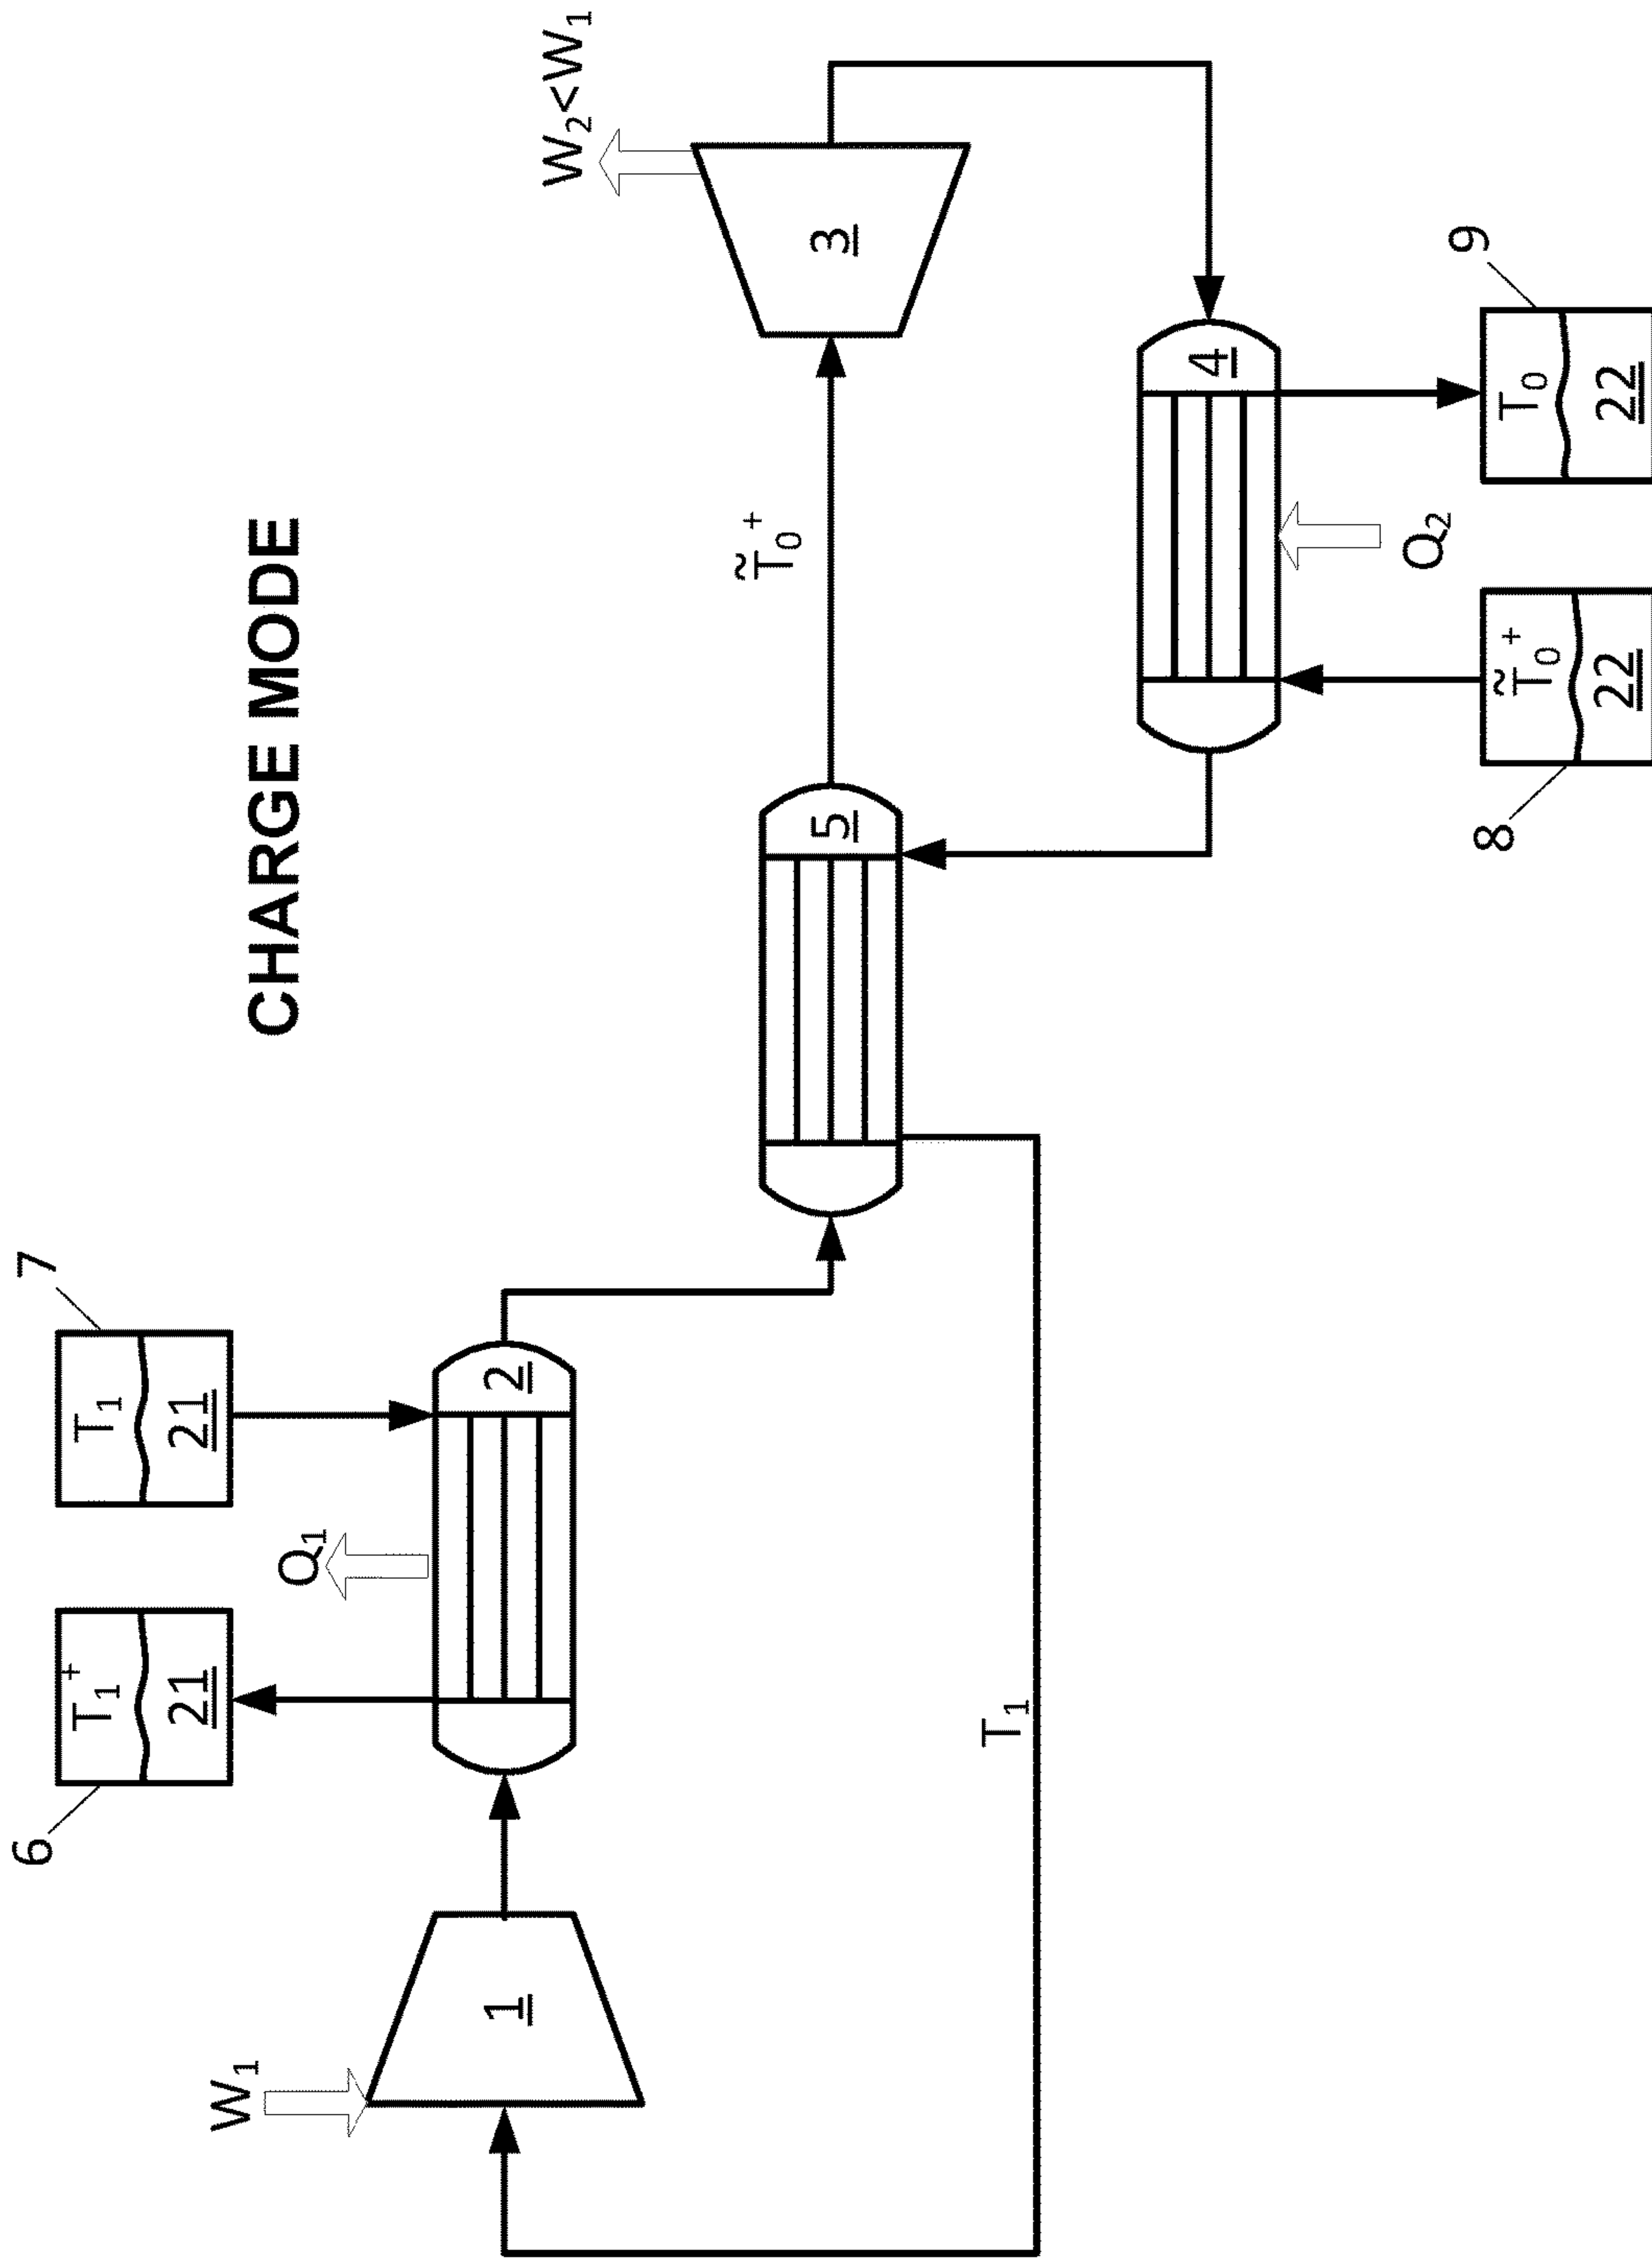 6
7
T₁⁺
T₁
21
21
W₁
Q₁
CHARGE MODE
1
2
W₂<W₁
T̃₀⁺
5
3
T₁
4
Q₂
8
9
T̃₀⁺
T₀
22
22